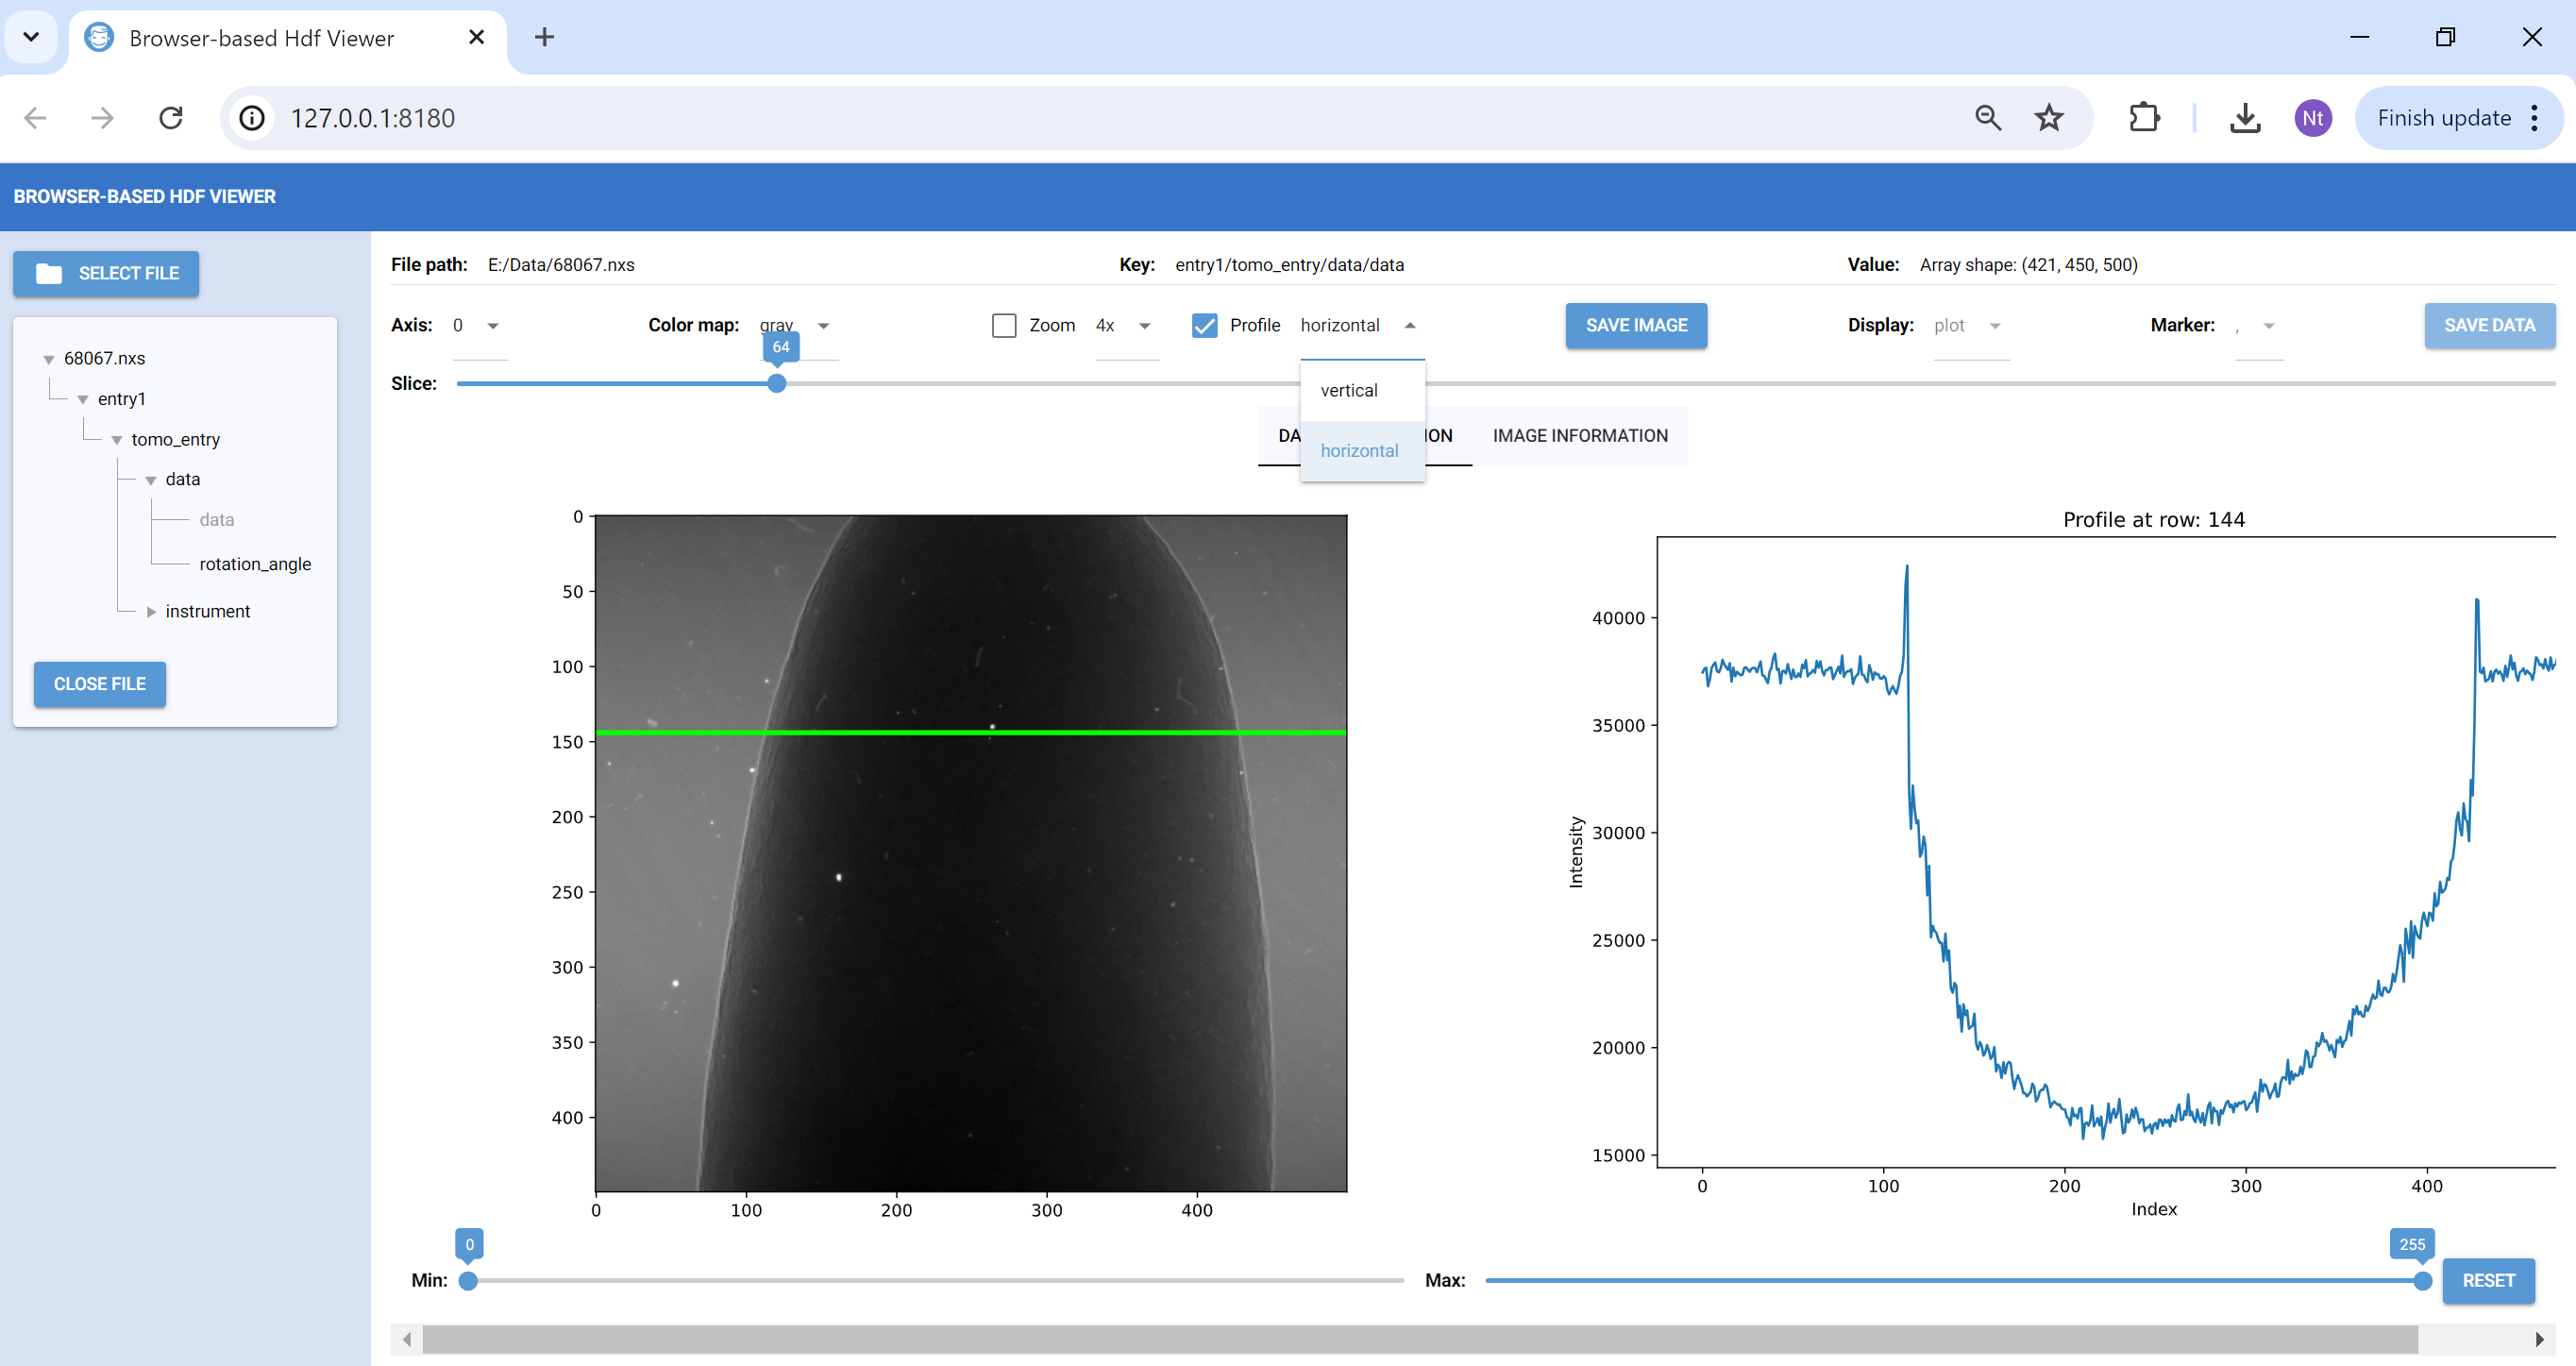 Browser-based Hdf Viewer
127.0.0.1:8180
Nt
Finish update
BROWSER-BASED HDF VIEWER
SELECT FILE
68067.nxs
entry1
tomo_entry
data
data
rotation_angle
instrument
CLOSE FILE
File path: E:/Data/68067.nxs Key: entry1/tomo_entry/data/data Value: Array shape: (421, 450, 500)
Axis: 0 Color map: gray Zoom 4x Profile horizontal SAVE IMAGE Display: plot Marker: , SAVE DATA
64
Slice:
vertical
horizontal
DA ION IMAGE INFORMATION
0
50
100
150
200
250
300
350
400
0 100 200 300 400
Profile at row: 144
40000
35000
30000
25000
20000
15000
Intensity
0 100 200 300 400
Index
0
Min:
255
Max:
RESET